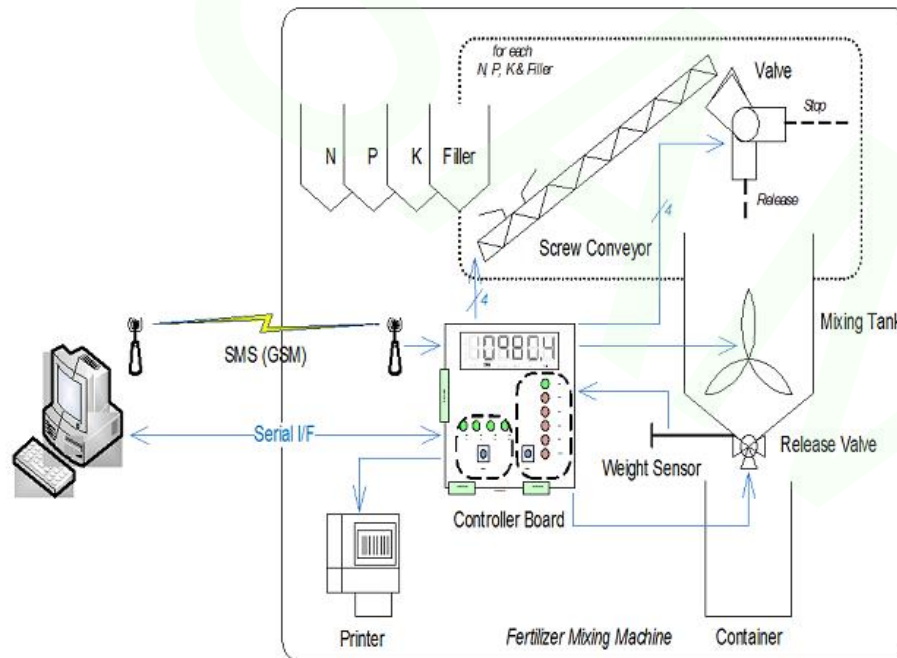 for each
N, P, K & Filler
Valve
Stop
N P K Filler
Release
4
Screw Conveyor
4
Mixing Tank
SMS (GSM)
0980.4
Serial I/F
Release Valve
Weight Sensor
Controller Board
Printer
Fertilizer Mixing Machine
Container